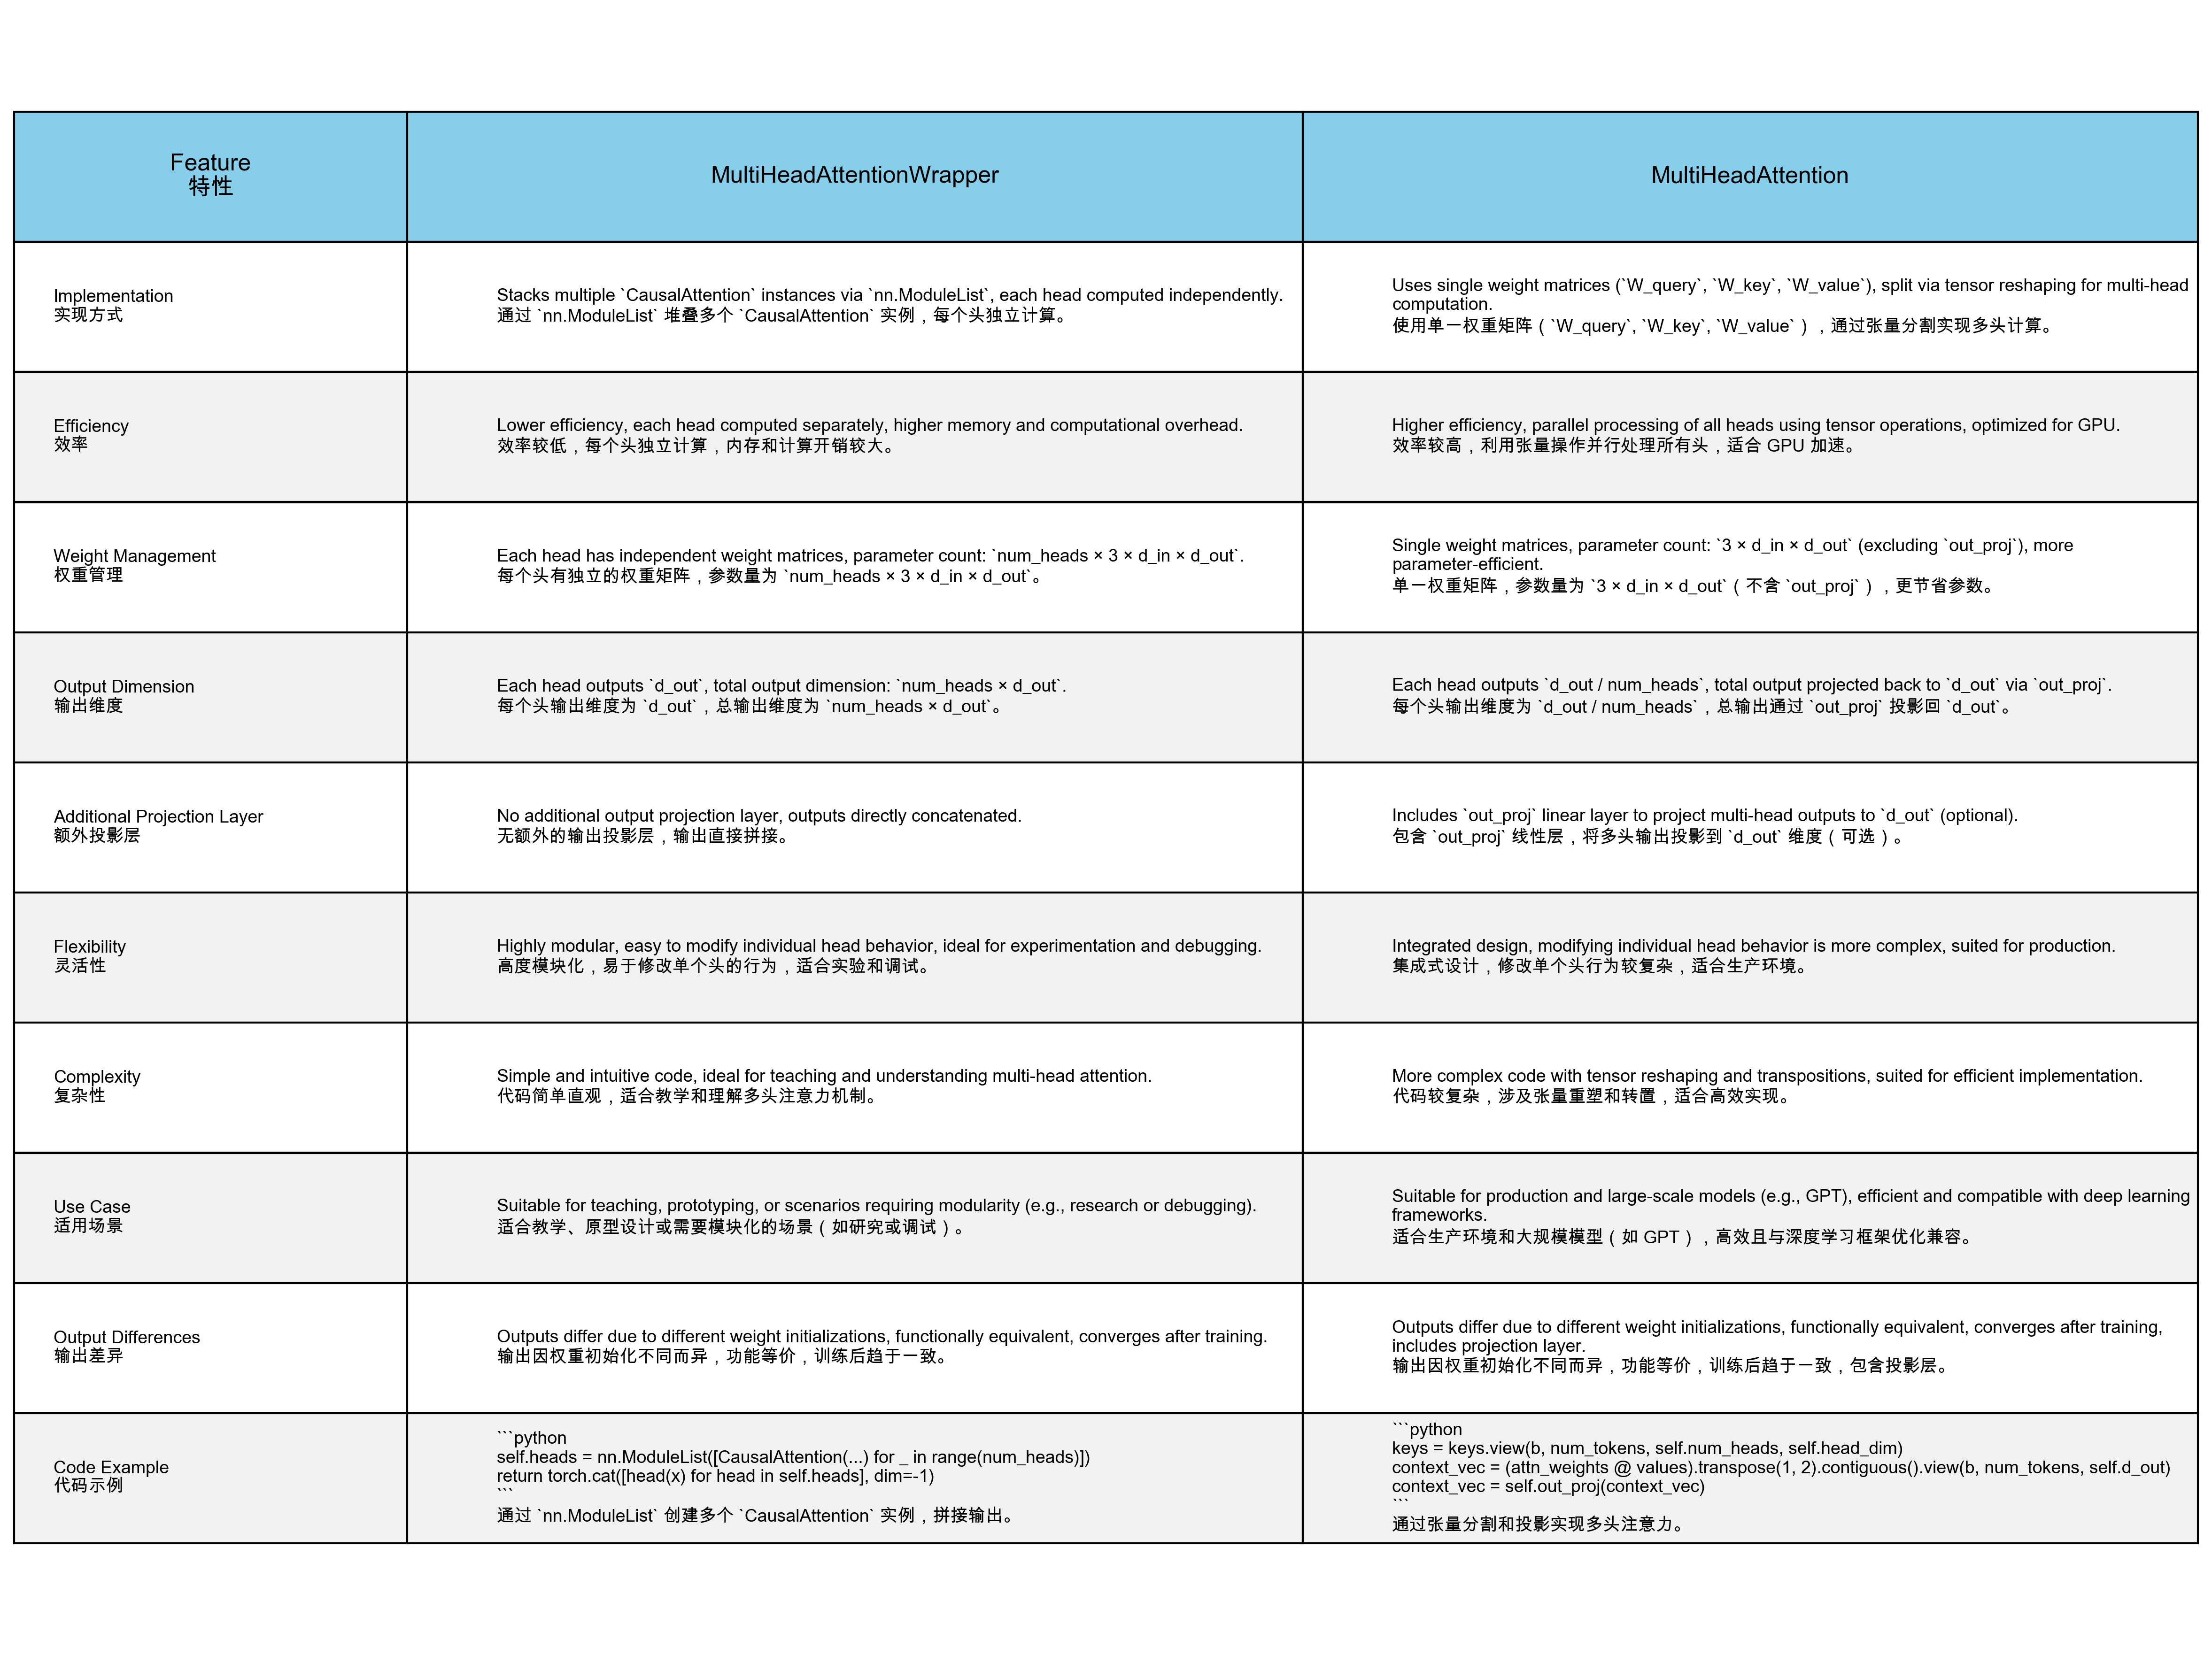 Feature
特性
MultiHeadAttentionWrapper
MultiHeadAttention
Implementation
实现方式
Stacks multiple `CausalAttention` instances via `nn.ModuleList`, each head computed independently.
通过 `nn.ModuleList` 堆叠多个 `CausalAttention` 实例，每个头独立计算。
Uses single weight matrices (`W_query`, `W_key`, `W_value`), split via tensor reshaping for multi-head
computation.
使用单一权重矩阵（`W_query`, `W_key`, `W_value`），通过张量分割实现多头计算。
Efficiency
效率
Lower efficiency, each head computed separately, higher memory and computational overhead.
效率较低，每个头独立计算，内存和计算开销较大。
Higher efficiency, parallel processing of all heads using tensor operations, optimized for GPU.
效率较高，利用张量操作并行处理所有头，适合 GPU 加速。
Weight Management
权重管理
Each head has independent weight matrices, parameter count: `num_heads × 3 × d_in × d_out`.
每个头有独立的权重矩阵，参数量为 `num_heads × 3 × d_in × d_out`。
Single weight matrices, parameter count: `3 × d_in × d_out` (excluding `out_proj`), more
parameter-efficient.
单一权重矩阵，参数量为 `3 × d_in × d_out`（不含 `out_proj`），更节省参数。
Output Dimension
输出维度
Each head outputs `d_out`, total output dimension: `num_heads × d_out`.
每个头输出维度为 `d_out`，总输出维度为 `num_heads × d_out`。
Each head outputs `d_out / num_heads`, total output projected back to `d_out` via `out_proj`.
每个头输出维度为 `d_out / num_heads`，总输出通过 `out_proj` 投影回 `d_out`。
Additional Projection Layer
额外投影层
No additional output projection layer, outputs directly concatenated.
无额外的输出投影层，输出直接拼接。
Includes `out_proj` linear layer to project multi-head outputs to `d_out` (optional).
包含 `out_proj` 线性层，将多头输出投影到 `d_out` 维度（可选）。
Flexibility
灵活性
Highly modular, easy to modify individual head behavior, ideal for experimentation and debugging.
高度模块化，易于修改单个头的行为，适合实验和调试。
Integrated design, modifying individual head behavior is more complex, suited for production.
集成式设计，修改单个头行为较复杂，适合生产环境。
Complexity
复杂性
Simple and intuitive code, ideal for teaching and understanding multi-head attention.
代码简单直观，适合教学和理解多头注意力机制。
More complex code with tensor reshaping and transpositions, suited for efficient implementation.
代码较复杂，涉及张量重塑和转置，适合高效实现。
Use Case
适用场景
Suitable for teaching, prototyping, or scenarios requiring modularity (e.g., research or debugging).
适合教学、原型设计或需要模块化的场景（如研究或调试）。
Suitable for production and large-scale models (e.g., GPT), efficient and compatible with deep learning
frameworks.
适合生产环境和大规模模型（如 GPT），高效且与深度学习框架优化兼容。
Output Differences
输出差异
Outputs differ due to different weight initializations, functionally equivalent, converges after training.
输出因权重初始化不同而异，功能等价，训练后趋于一致。
Outputs differ due to different weight initializations, functionally equivalent, converges after training,
includes projection layer.
输出因权重初始化不同而异，功能等价，训练后趋于一致，包含投影层。
Code Example
代码示例
```python
self.heads = nn.ModuleList([CausalAttention(...) for _ in range(num_heads)])
return torch.cat([head(x) for head in self.heads], dim=-1)
```
通过 `nn.ModuleList` 创建多个 `CausalAttention` 实例，拼接输出。
```python
keys = keys.view(b, num_tokens, self.num_heads, self.head_dim)
context_vec = (attn_weights @ values).transpose(1, 2).contiguous().view(b, num_tokens, self.d_out)
context_vec = self.out_proj(context_vec)
```
通过张量分割和投影实现多头注意力。